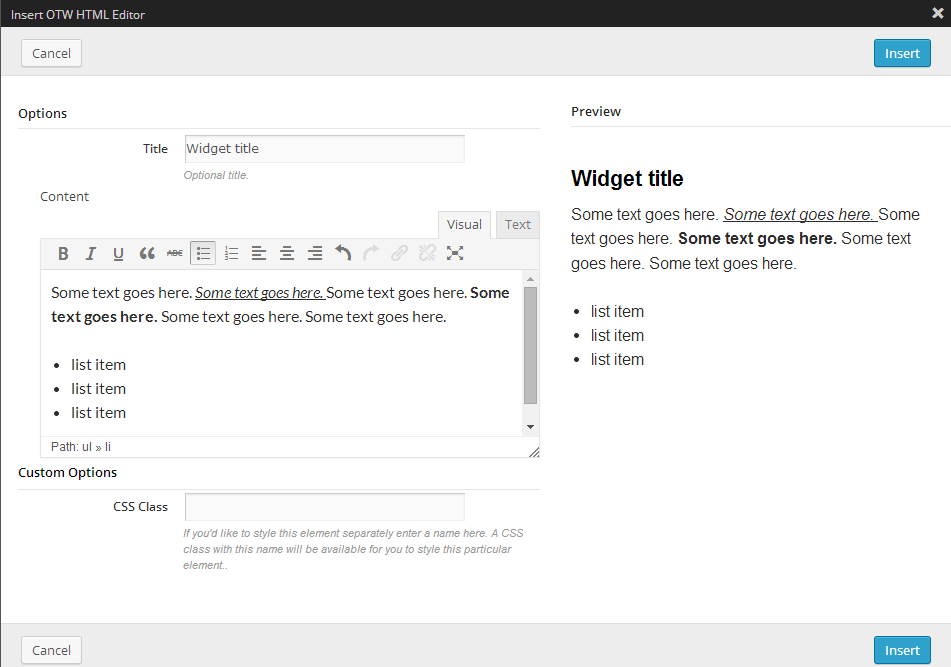 Insert OTW HTML Editor
Cancel
Insert
Options
Title
Widget title
Optional title.
Content
Visual
Text
B I U ABC
Some text goes here. Some text goes here. Some text goes here. Some
text goes here. Some text goes here. Some text goes here.
• list item
• list item
• list item
Path: ul » li
Custom Options
CSS Class
If you'd like to style this element separately enter a name here. A CSS
class with this name will be available for you to style this particular
element..
Preview
Widget title
Some text goes here. Some text goes here. Some
text goes here. Some text goes here. Some text
goes here. Some text goes here.
• list item
• list item
• list item
Cancel
Insert